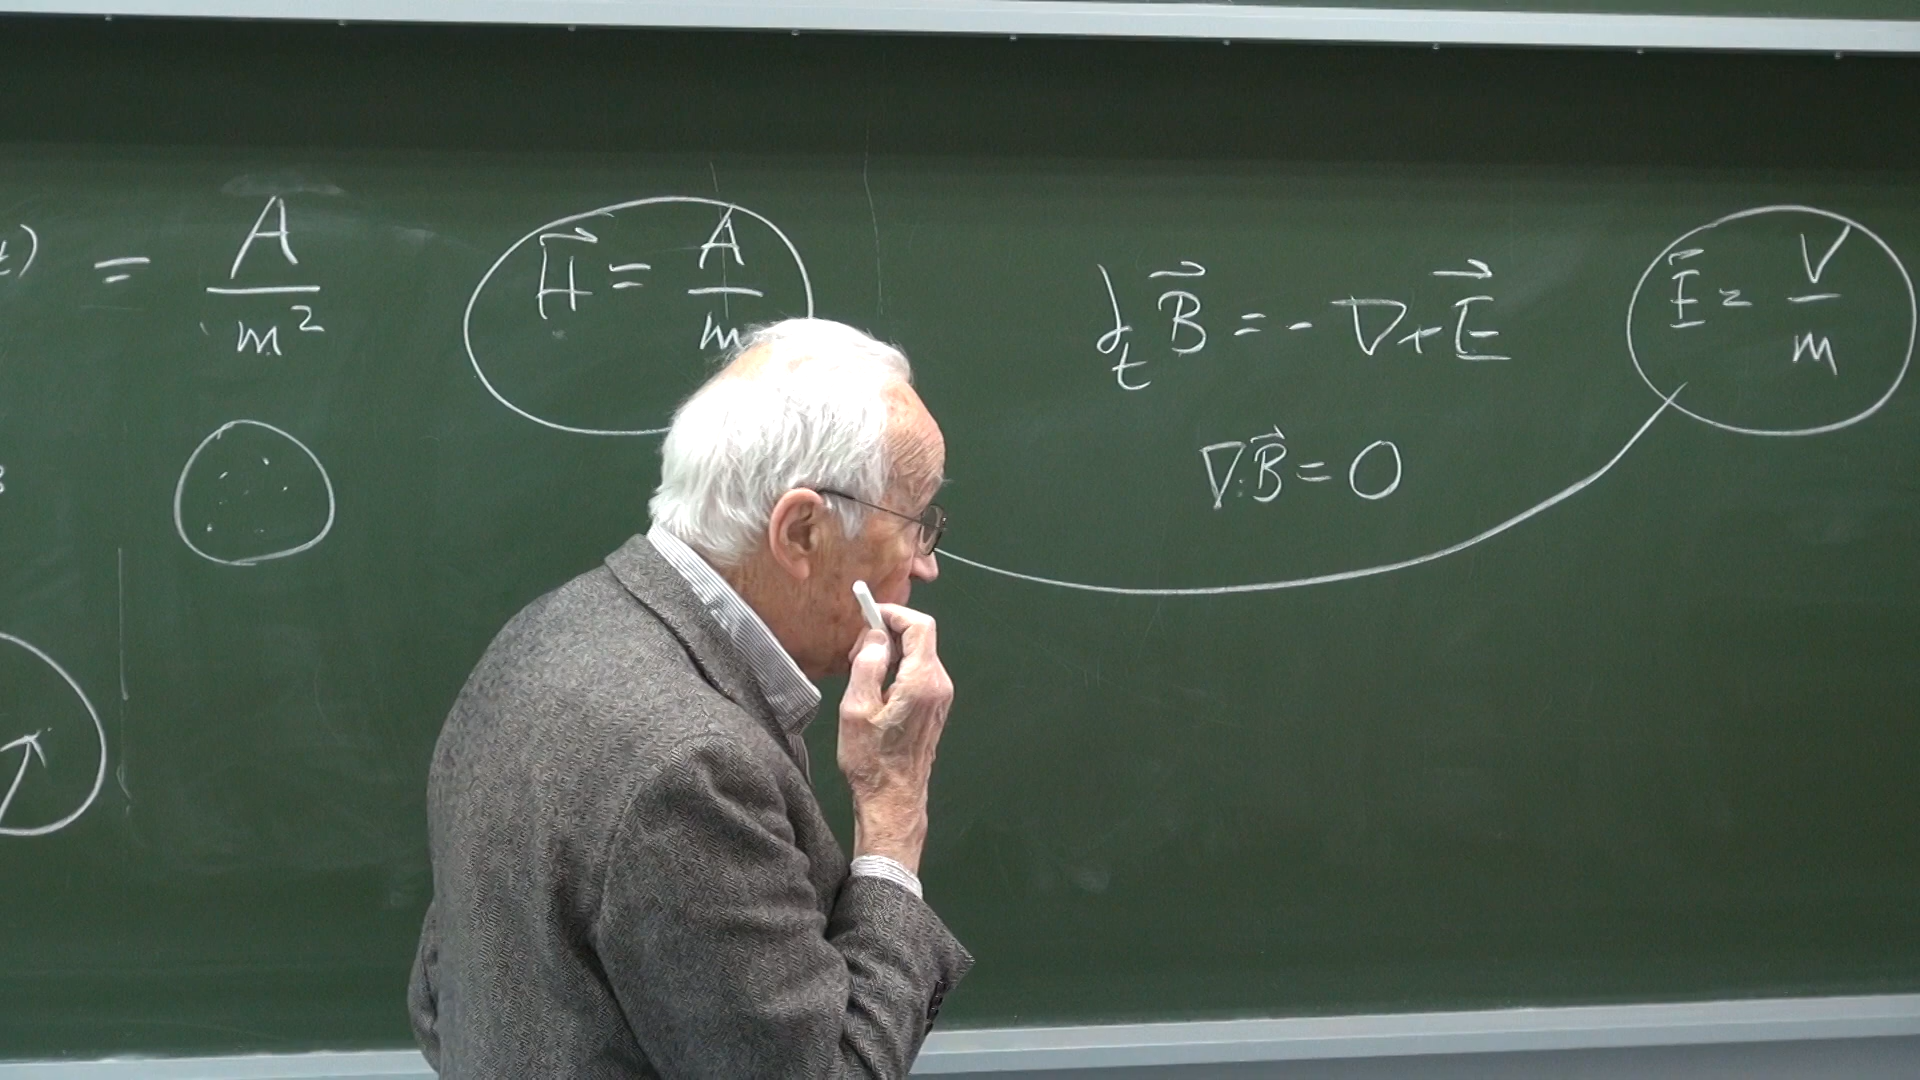 t) = A/m²
H⃗ = A/m
∂ₜ B⃗ = - ∇×E⃗
E⃗ = V/m
∇·B⃗ = 0